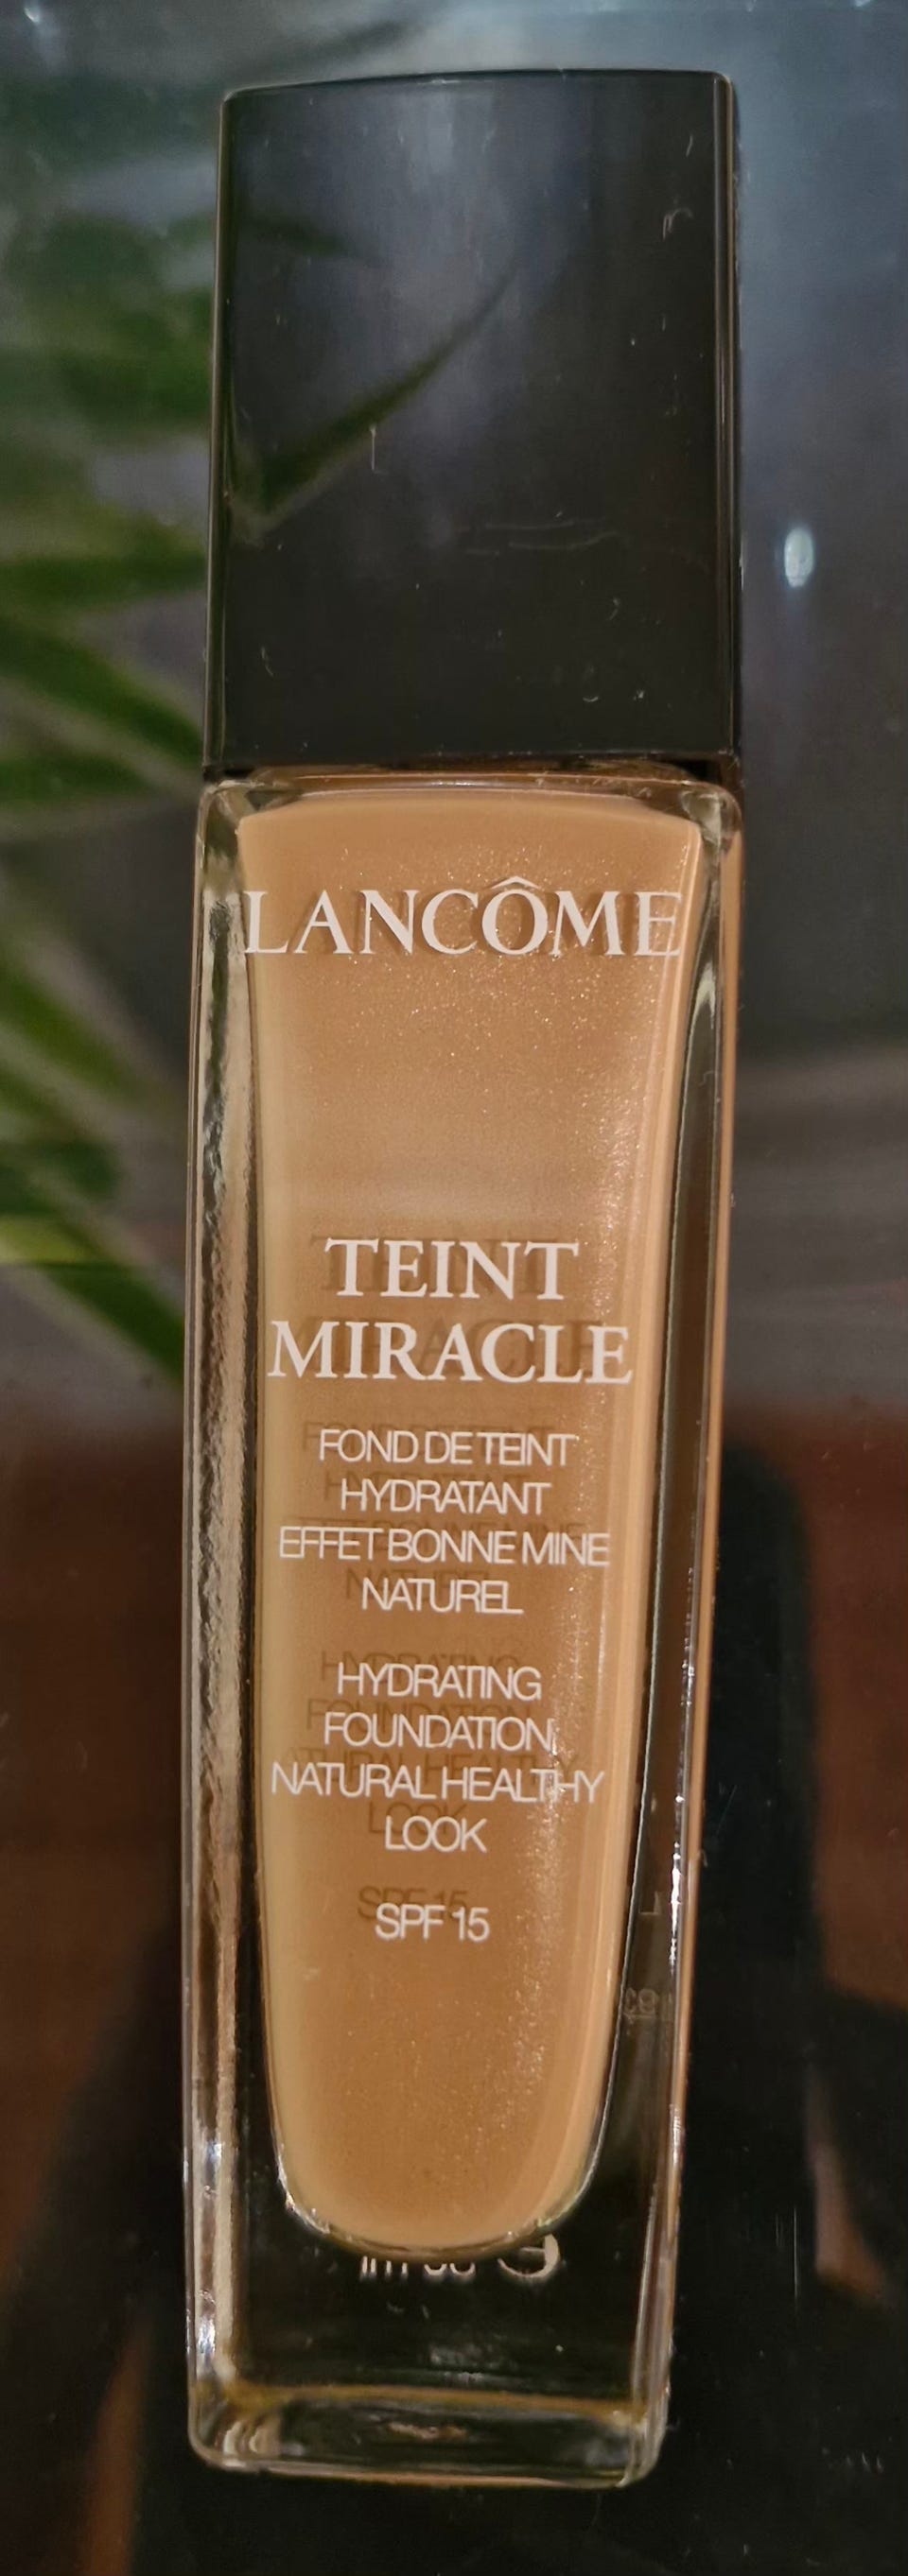 LANCÔME
TEINT
MIRACLE
FOND DE TEINT
HYDRATANT
EFFET BONNE MINE
NATUREL
HYDRATING
FOUNDATION
NATURAL HEALTHY
LOOK
SPF 15